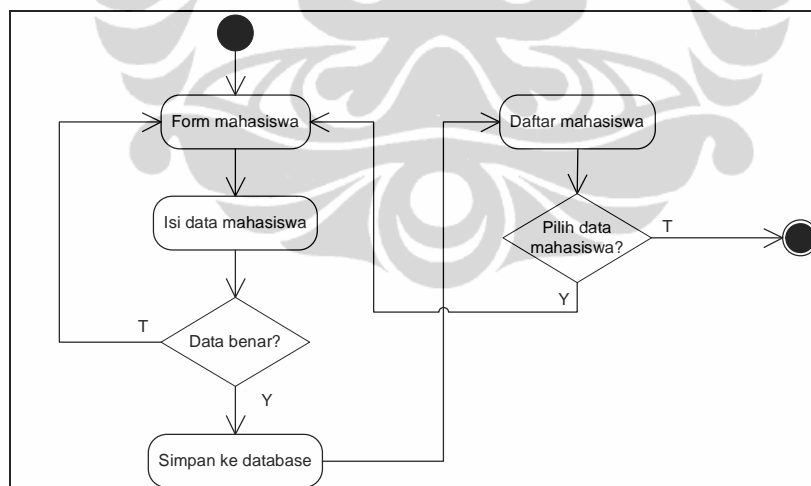 Form mahasiswa
Isi data mahasiswa
T
Data benar?
Y
Simpan ke database
Daftar mahasiswa
Pilih data
mahasiswa?
T
Y